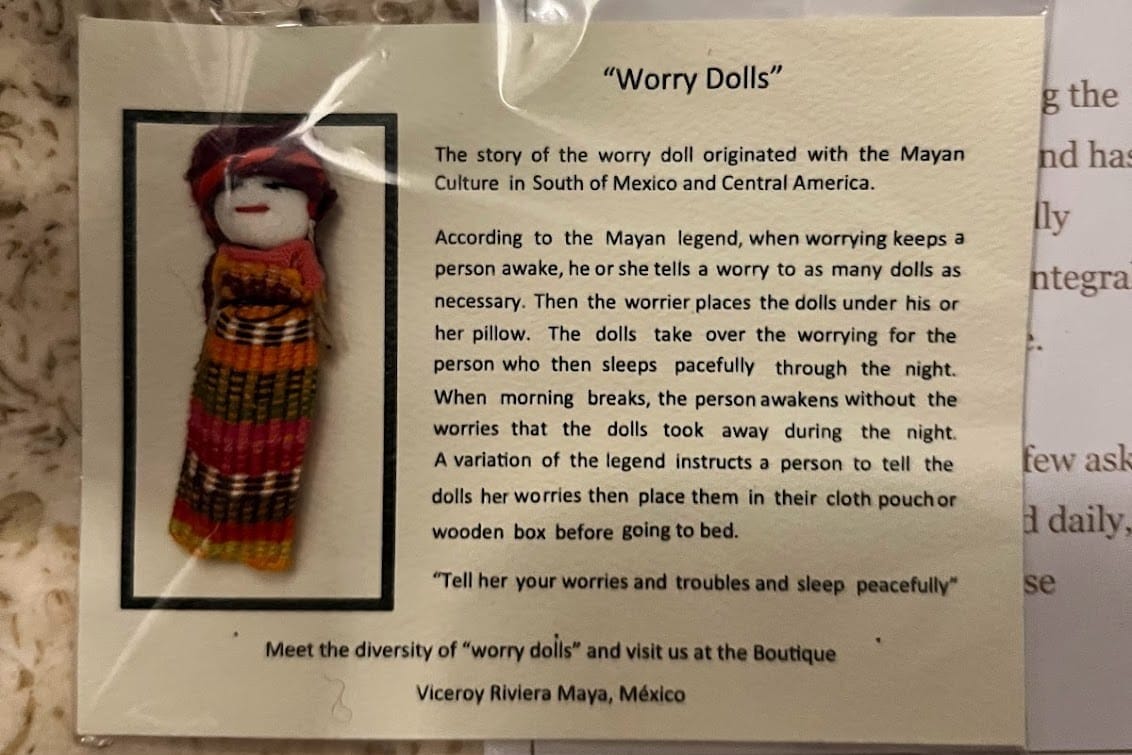 “Worry Dolls”
The story of the worry doll originated with the Mayan
Culture in South of Mexico and Central America.
According to the Mayan legend, when worrying keeps a
person awake, he or she tells a worry to as many dolls as
necessary. Then the worrier places the dolls under his or
her pillow. The dolls take over the worrying for the
person who then sleeps pacefully through the night.
When morning breaks, the person awakens without the
worries that the dolls took away during the night.
A variation of the legend instructs a person to tell the
dolls her worries then place them in their cloth pouch or
wooden box before going to bed.
“Tell her your worries and troubles and sleep peacefully”
Meet the diversity of “worry dolls” and visit us at the Boutique
Viceroy Riviera Maya, México
g the
nd has
lly
ntegra
e.
few ask
d daily,
se